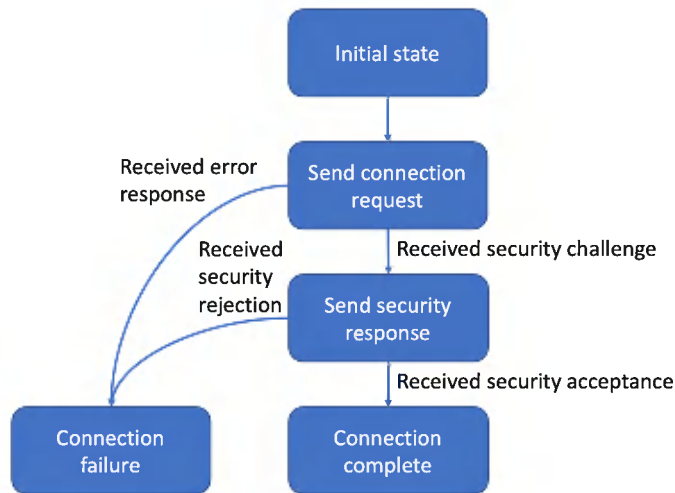 Initial state
Received error
response
Send connection
request
Received
security
rejection
Received security challenge
Send security
response
Received security acceptance
Connection
failure
Connection
complete